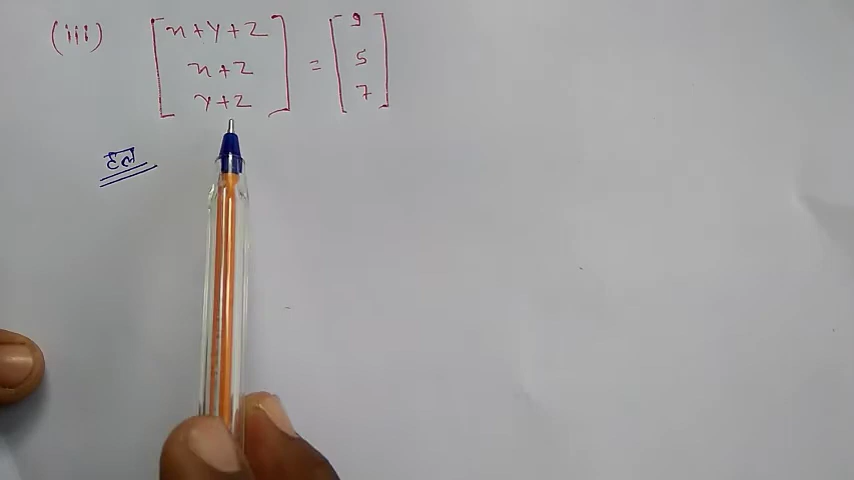 (iii) [x+y+z x+z y+z] = [9 5 7]
हल